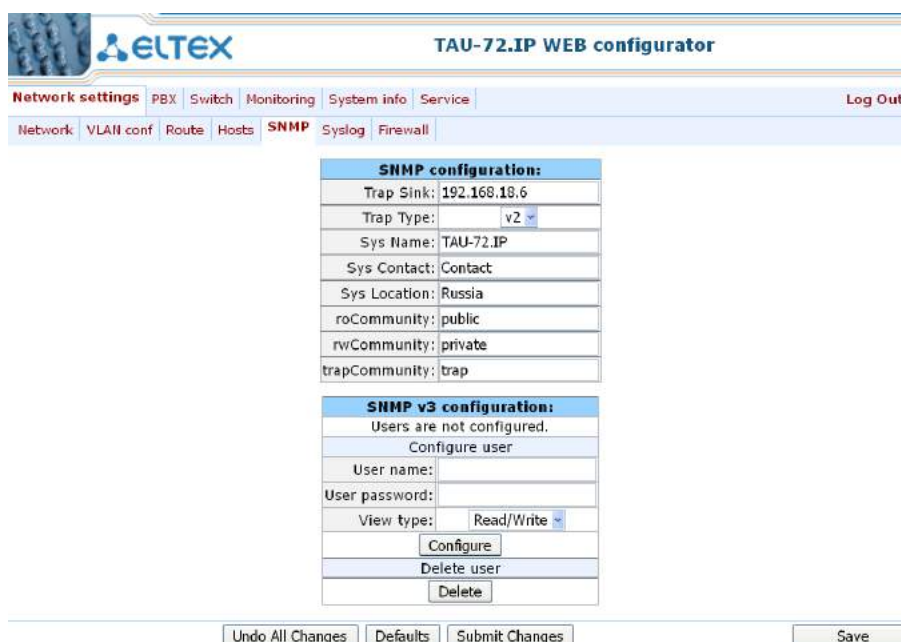 ELTEX TAU-72.IP WEB configurator
Network settings PBX Switch Monitoring System info Service Log Out
Network VLAN conf Route Hosts SNMP Syslog Firewall
SNMP configuration:
Trap Sink: 192.168.18.6
Trap Type: v2
Sys Name: TAU-72.IP
Sys Contact: Contact
Sys Location: Russia
roCommunity: public
rwCommunity: private
trapCommunity: trap
SNMP v3 configuration:
Users are not configured.
Configure user
User name:
User password:
View type: Read/Write
Configure
Delete user
Delete
Undo All Changes Defaults Submit Changes Save